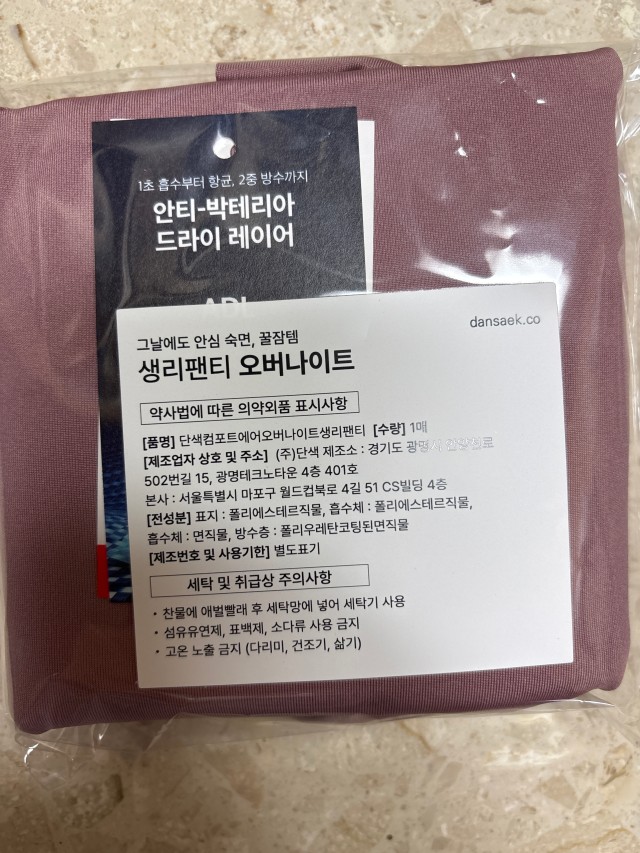 1초 흡수부터 항균, 2중 방수까지
안티-박테리아
드라이 레이어
ADL
dansaek.co
그날에도 안심 숙면, 꿀잠템
생리팬티 오버나이트
약사법에 따른 의약외품 표시사항
[품명] 단색컴포트에어오버나이트생리팬티 [수량] 1매
[제조업자 상호 및 주소] (주)단색 제조소 : 경기도 광명시
502번길 15, 광명테크노타운 4층 401호
본사 : 서울특별시 마포구 월드컵북로 4길 51 CS빌딩 4층
[전성분] 표지 : 폴리에스테르직물, 흡수체 : 폴리에스테르직물,
흡수체 : 면직물, 방수층 : 폴리우레탄코팅된면직물
[제조번호 및 사용기한] 별도표기
세탁 및 취급상 주의사항
• 찬물에 애벌빨래 후 세탁망에 넣어 세탁기 사용
• 섬유유연제, 표백제, 소다류 사용 금지
• 고온 노출 금지 (다리미, 건조기, 삶기)